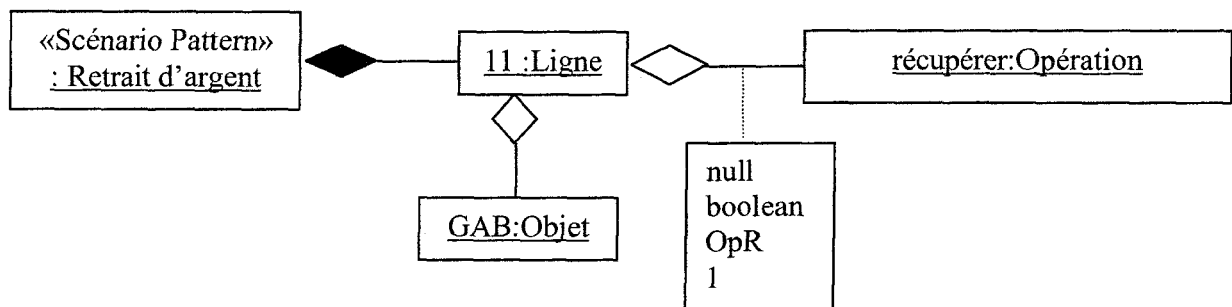 «Scénario Pattern»
: Retrait d'argent
11 :Ligne
récupérer:Opération
GAB:Objet
null
boolean
OpR
1